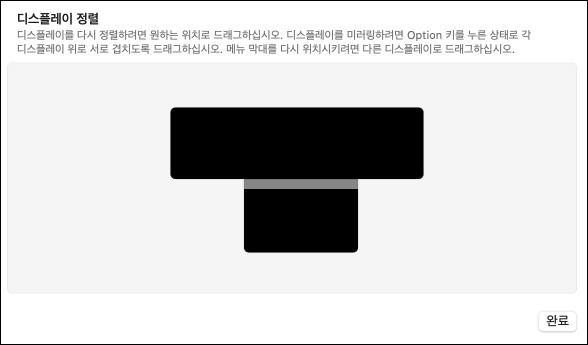 디스플레이 정렬
디스플레이를 다시 정렬하려면 원하는 위치로 드래그하십시오. 디스플레이를 미러링하려면 Option 키를 누른 상태로 각
디스플레이 위로 서로 겹치도록 드래그하십시오. 메뉴 막대를 다시 위치시키려면 다른 디스플레이로 드래그하십시오.
완료